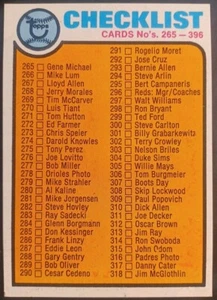 Topps
CHECKLIST
CARDS No's. 265 — 396
265 Gene Michael
266 Mike Lum
267 Lloyd Allen
268 Jerry Morales
269 Tim McCarver
270 Luis Tiant
271 Tom Hutton
272 Ed Farmer
273 Chris Speier
274 Darold Knowles
275 Tony Perez
276 Joe Lovitto
277 Bob Miller
278 Orioles Photo
279 Mike Strahler
280 Al Kaline
281 Mike Jorgensen
282 Steve Hovley
283 Ray Sadecki
284 Glenn Borgmann
285 Don Kessinger
286 Frank Linzy
287 Eddie Leon
288 Gary Gentry
289 Bob Oliver
290 Cesar Cedeno
291 Rogelio Moret
292 Jose Cruz
293 Bernie Allen
294 Steve Arlin
295 Bert Campaneris
296 Reds: Mgr/Coaches
297 Walt Williams
298 Ron Bryant
299 Ted Ford
300 Steve Carlton
301 Billy Grabarkewitz
302 Terry Crowley
303 Nelson Briles
304 Duke Sims
305 Willie Mays
306 Tom Burgmeier
307 Boots Day
308 Skip Lockwood
309 Paul Popovich
310 Dick Allen
311 Joe Decker
312 Oscar Brown
313 Jim Ray
314 Ron Swoboda
315 John Odom
316 Padres Photo
317 Danny Cater
318 Jim McGlothlin